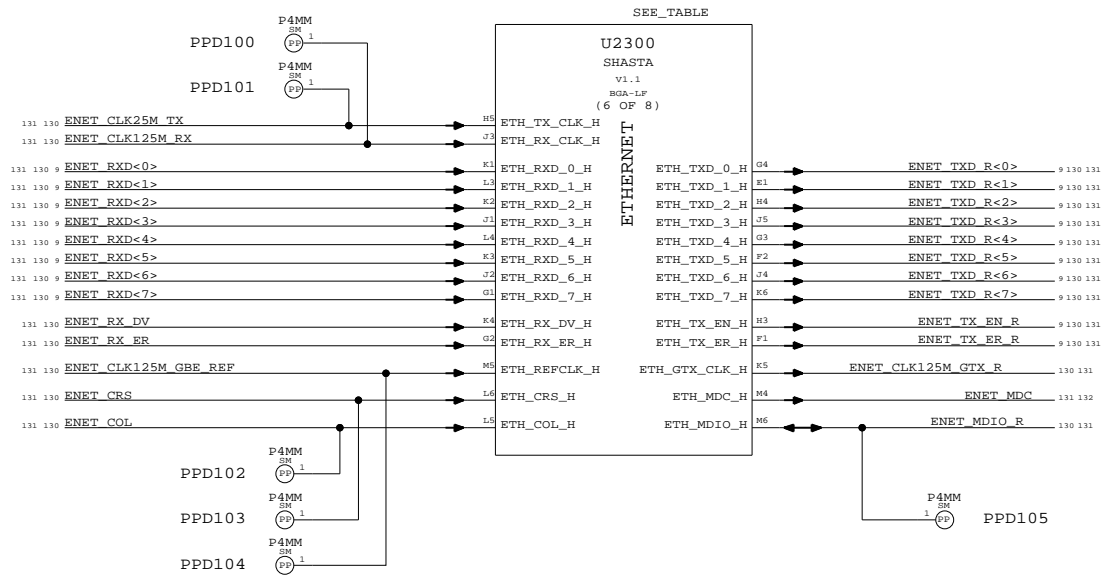 SEE_TABLE
U2300
SHASTA
V1.1
BGA-LF
(6 OF 8)
ETHERNET
P4MM
SM
PPD100 PP 1
P4MM
SM
PPD101 PP 1
131 130 ENET_CLK25M_TX H5 ETH_TX_CLK_H
131 130 ENET_CLK125M_RX J3 ETH_RX_CLK_H
131 130 9 ENET_RXD<0> K1 ETH_RXD_0_H ETH_TXD_0_H G4 ENET_TXD_R<0> 9 130 131
131 130 9 ENET_RXD<1> L3 ETH_RXD_1_H ETH_TXD_1_H E1 ENET_TXD_R<1> 9 130 131
131 130 9 ENET_RXD<2> K2 ETH_RXD_2_H ETH_TXD_2_H H4 ENET_TXD_R<2> 9 130 131
131 130 9 ENET_RXD<3> J1 ETH_RXD_3_H ETH_TXD_3_H J5 ENET_TXD_R<3> 9 130 131
131 130 9 ENET_RXD<4> L4 ETH_RXD_4_H ETH_TXD_4_H G3 ENET_TXD_R<4> 9 130 131
131 130 9 ENET_RXD<5> K3 ETH_RXD_5_H ETH_TXD_5_H F2 ENET_TXD_R<5> 9 130 131
131 130 9 ENET_RXD<6> J2 ETH_RXD_6_H ETH_TXD_6_H J4 ENET_TXD_R<6> 9 130 131
131 130 9 ENET_RXD<7> G1 ETH_RXD_7_H ETH_TXD_7_H K6 ENET_TXD_R<7> 9 130 131
131 130 ENET_RX_DV K4 ETH_RX_DV_H ETH_TX_EN_H H3 ENET_TX_EN_R 9 130 131
131 130 ENET_RX_ER G2 ETH_RX_ER_H ETH_TX_ER_H F1 ENET_TX_ER_R 9 130 131
131 130 ENET_CLK125M_GBE_REF M5 ETH_REFCLK_H ETH_GTX_CLK_H K5 ENET_CLK125M_GTX_R 130 131
131 130 ENET_CRS L6 ETH_CRS_H ETH_MDC_H M4 ENET_MDC 131 132
131 130 ENET_COL L5 ETH_COL_H ETH_MDIO_H M6 ENET_MDIO_R 130 131
P4MM
SM
PPD102 PP 1
P4MM
SM
PPD103 PP 1
P4MM
SM
1 PP PPD105
P4MM
SM
PPD104 PP 1